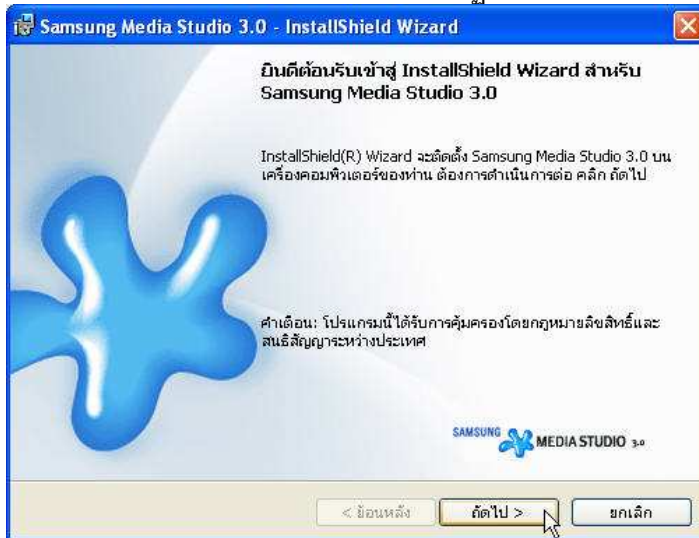 Samsung Media Studio 3.0 - InstallShield Wizard
ยินดีต้อนรับเข้าสู่ InstallShield Wizard สำหรับ
Samsung Media Studio 3.0
InstallShield(R) Wizard จะติดตั้ง Samsung Media Studio 3.0 บน
เครื่องคอมพิวเตอร์ของท่าน ต้องการดำเนินการต่อ คลิก ถัดไป
คำเตือน: โปรแกรมนี้ได้รับการคุ้มครองโดยกฎหมายลิขสิทธิ์และ
สนธิสัญญาระหว่างประเทศ
SAMSUNG MEDIA STUDIO 3.0
< ย้อนหลัง ถัดไป > ยกเลิก